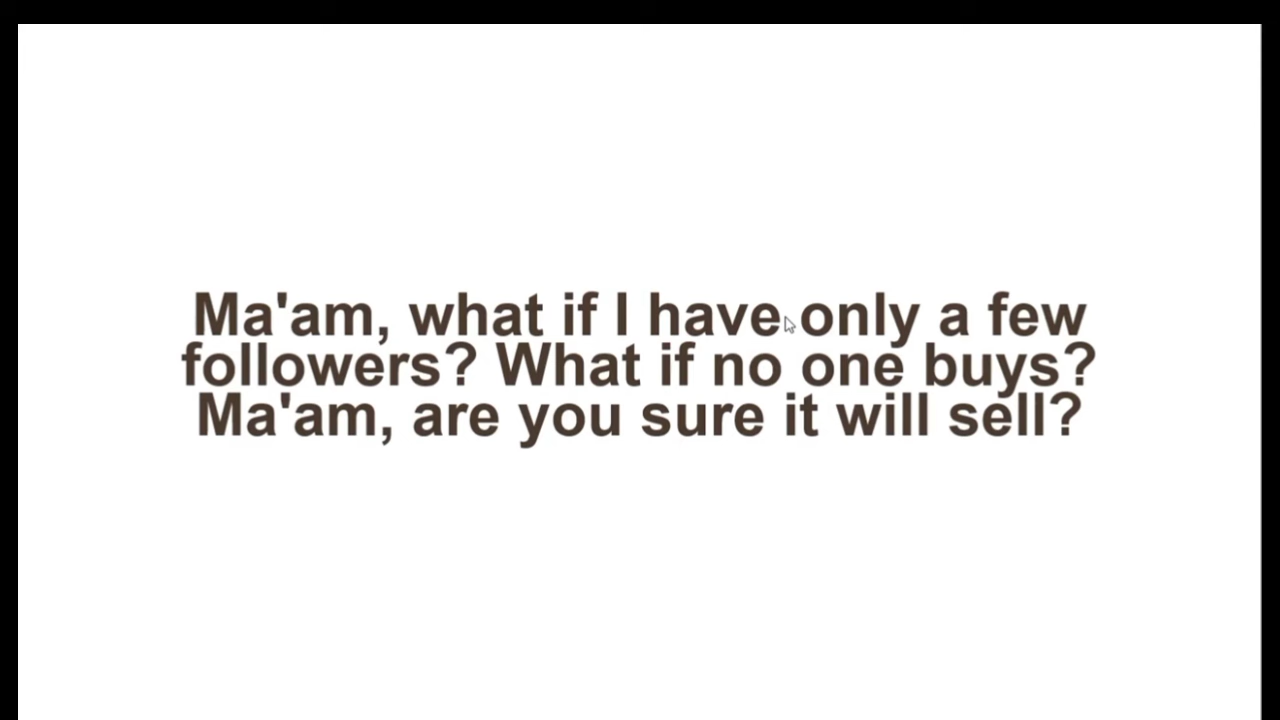 Ma'am, what if I have only a few
followers? What if no one buys?
Ma'am, are you sure it will sell?